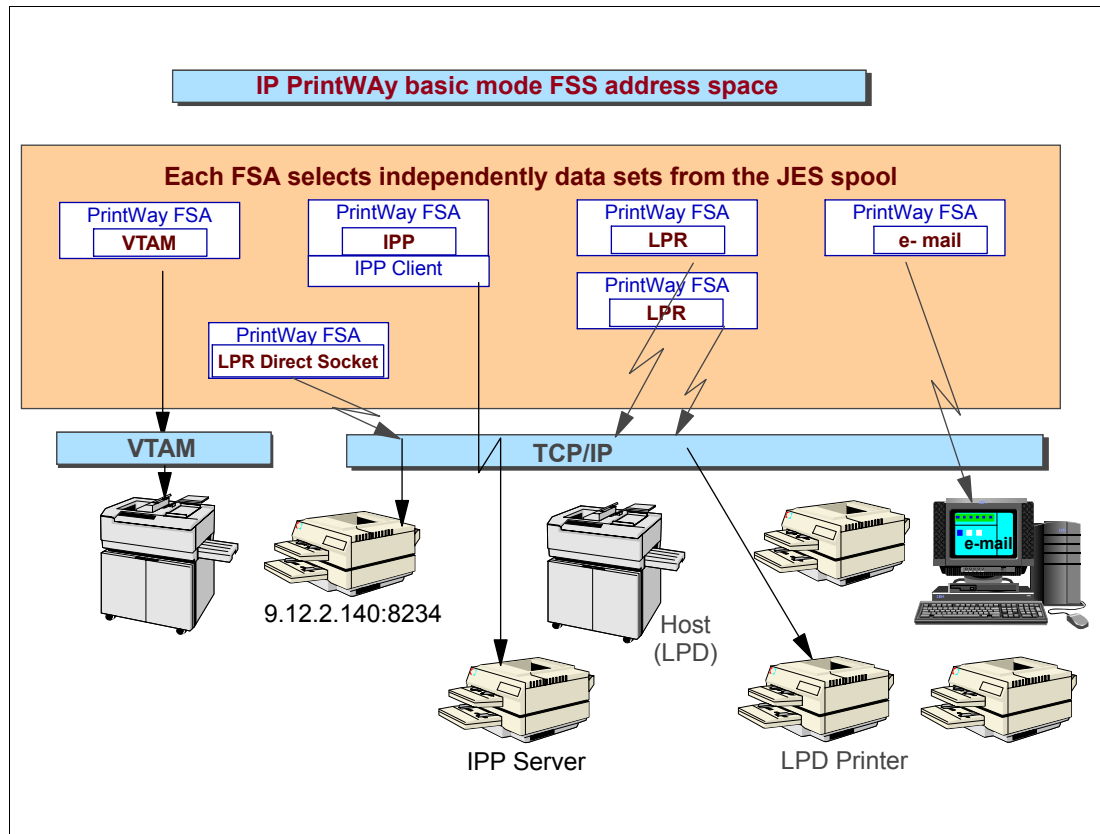 IP PrintWAy basic mode FSS address space
Each FSA selects independently data sets from the JES spool
PrintWay FSA
VTAM
PrintWay FSA
IPP
IPP Client
PrintWay FSA
LPR
PrintWay FSA
e- mail
PrintWay FSA
LPR
PrintWay FSA
LPR Direct Socket
VTAM
TCP/IP
e-mail
9.12.2.140:8234
Host
(LPD)
IPP Server
LPD Printer